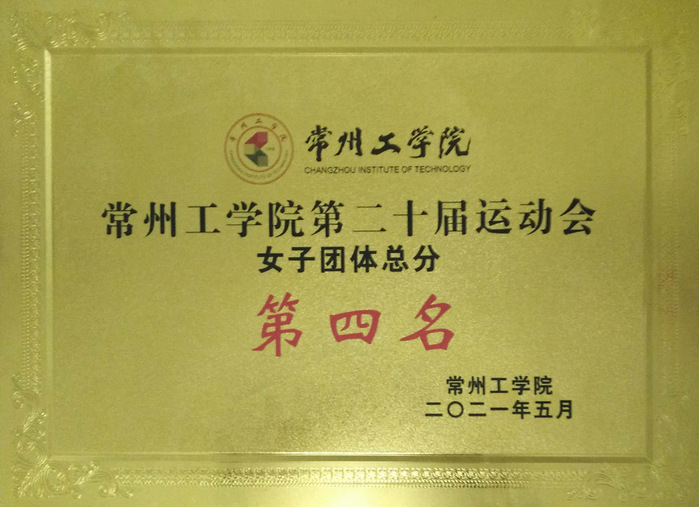 常州工学院
CHANGZHOU INSTITUTE OF TECHNOLOGY
常州工学院第二十届运动会
女子团体总分
第四名
常州工学院
二〇二一年五月